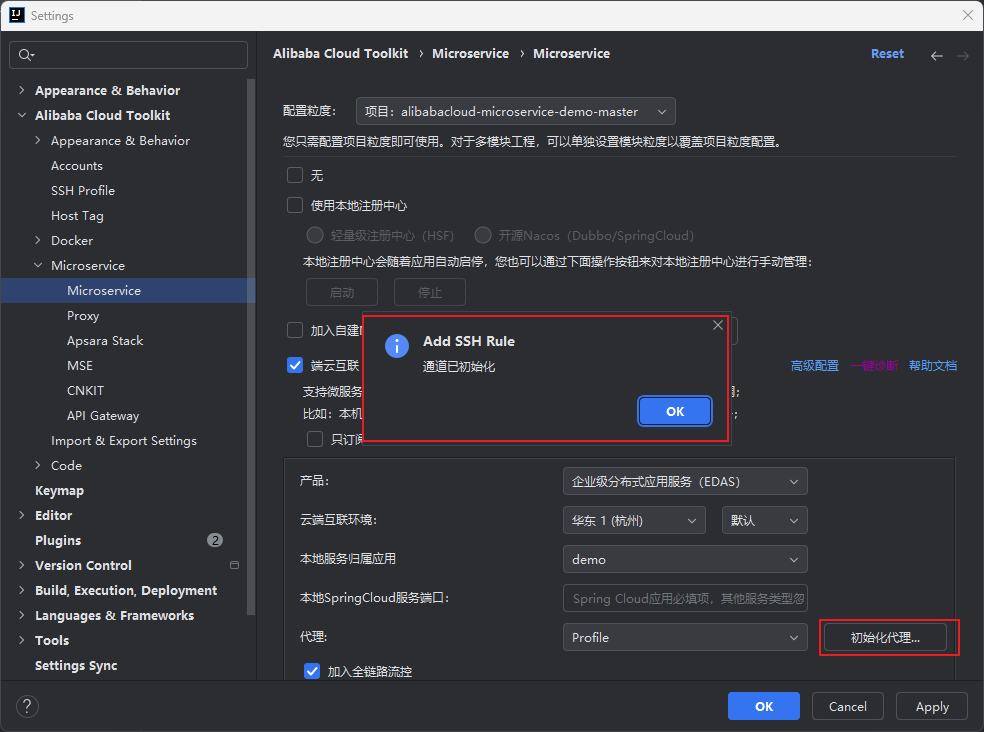 Settings
Alibaba Cloud Toolkit › Microservice › Microservice
Reset
Appearance & Behavior
Alibaba Cloud Toolkit
Appearance & Behavior
Accounts
SSH Profile
Host Tag
Docker
Microservice
Microservice
Proxy
Apsara Stack
MSE
CNKIT
API Gateway
Import & Export Settings
Code
Keymap
Editor
Plugins 2
Version Control
Build, Execution, Deployment
Languages & Frameworks
Tools
Settings Sync
配置粒度: 项目: alibabacloud-microservice-demo-master
您只需配置项目粒度即可使用。对于多模块工程，可以单独设置模块粒度以覆盖项目粒度配置。
无
使用本地注册中心
轻量级注册中心（HSF） 开源Nacos（Dubbo/SpringCloud）
本地注册中心会随着应用自动启停，您也可以通过下面操作按钮来对本地注册中心进行手动管理:
启动 停止
加入自建
端云互联 高级配置 一键诊断 帮助文档
支持微服务
比如: 本机
只订阅
Add SSH Rule
通道已初始化
OK
产品: 企业级分布式应用服务（EDAS）
云端互联环境: 华东 1 (杭州) 默认
本地服务归属应用 demo
本地SpringCloud服务端口: Spring Cloud应用必填项，其他服务类型忽
代理: Profile 初始化代理...
加入全链路流控
? OK Cancel Apply